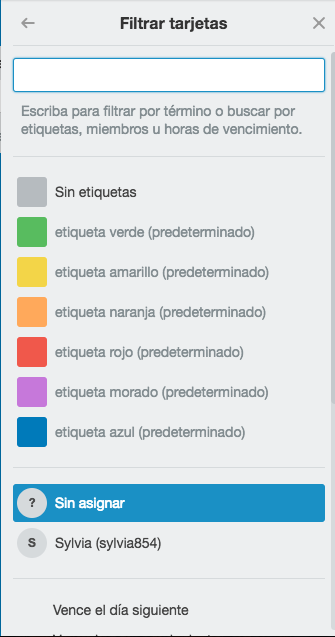 Filtrar tarjetas
Escriba para filtrar por término o buscar por
etiquetas, miembros u horas de vencimiento.
Sin etiquetas
etiqueta verde (predeterminado)
etiqueta amarillo (predeterminado)
etiqueta naranja (predeterminado)
etiqueta rojo (predeterminado)
etiqueta morado (predeterminado)
etiqueta azul (predeterminado)
? Sin asignar
S Sylvia (sylvia854)
Vence el día siguiente